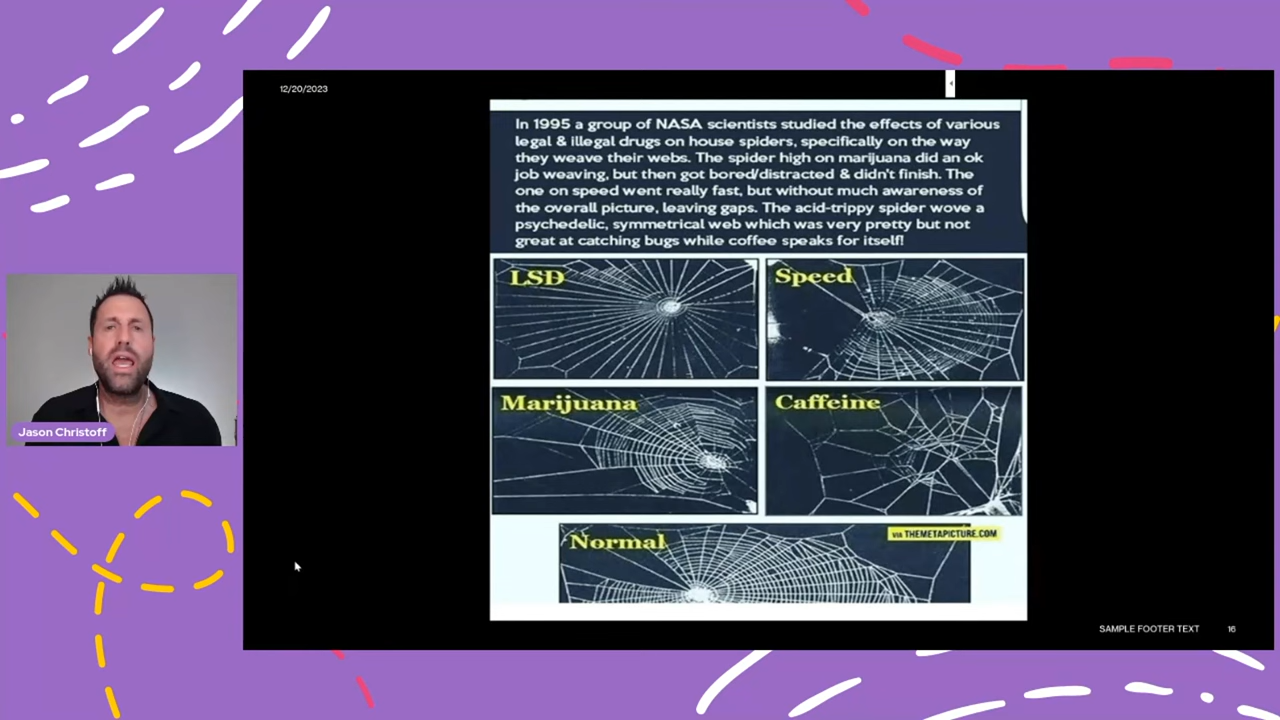 12/20/2023
In 1995 a group of NASA scientists studied the effects of various
legal & illegal drugs on house spiders, specifically on the way
they weave their webs. The spider high on marijuana did an ok
job weaving, but then got bored/distracted & didn't finish. The
one on speed went really fast, but without much awareness of
the overall picture, leaving gaps. The acid-trippy spider wove a
psychedelic, symmetrical web which was very pretty but not
great at catching bugs while coffee speaks for itself!
LSD
Speed
Marijuana
Caffeine
Jason Christoff
Normal
VIA THEMETAPICTURE.COM
SAMPLE FOOTER TEXT 16